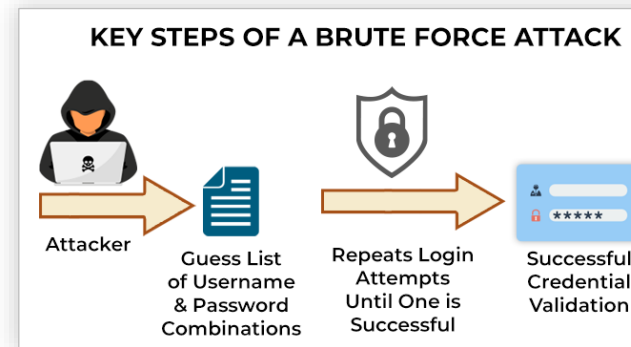 KEY STEPS OF A BRUTE FORCE ATTACK
*****
Attacker
Guess List
of Username
& Password
Combinations
Repeats Login
Attempts
Until One is
Successful
Successful
Credential
Validation